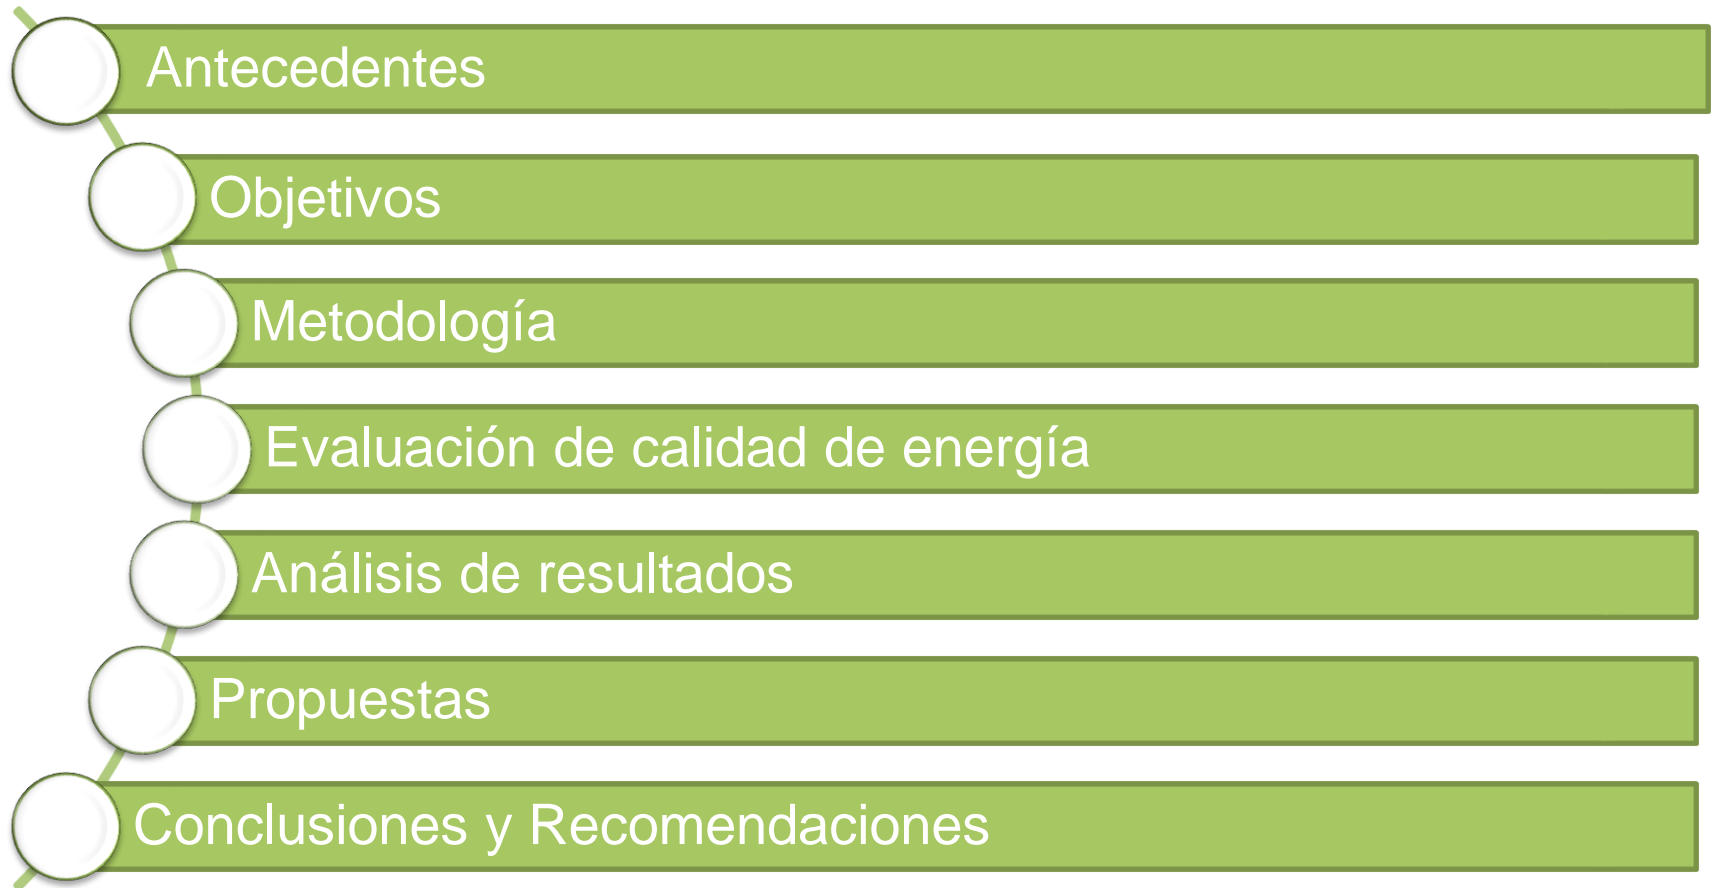 Antecedentes
Objetivos
Metodología
Evaluación de calidad de energía
Análisis de resultados
Propuestas
Conclusiones y Recomendaciones